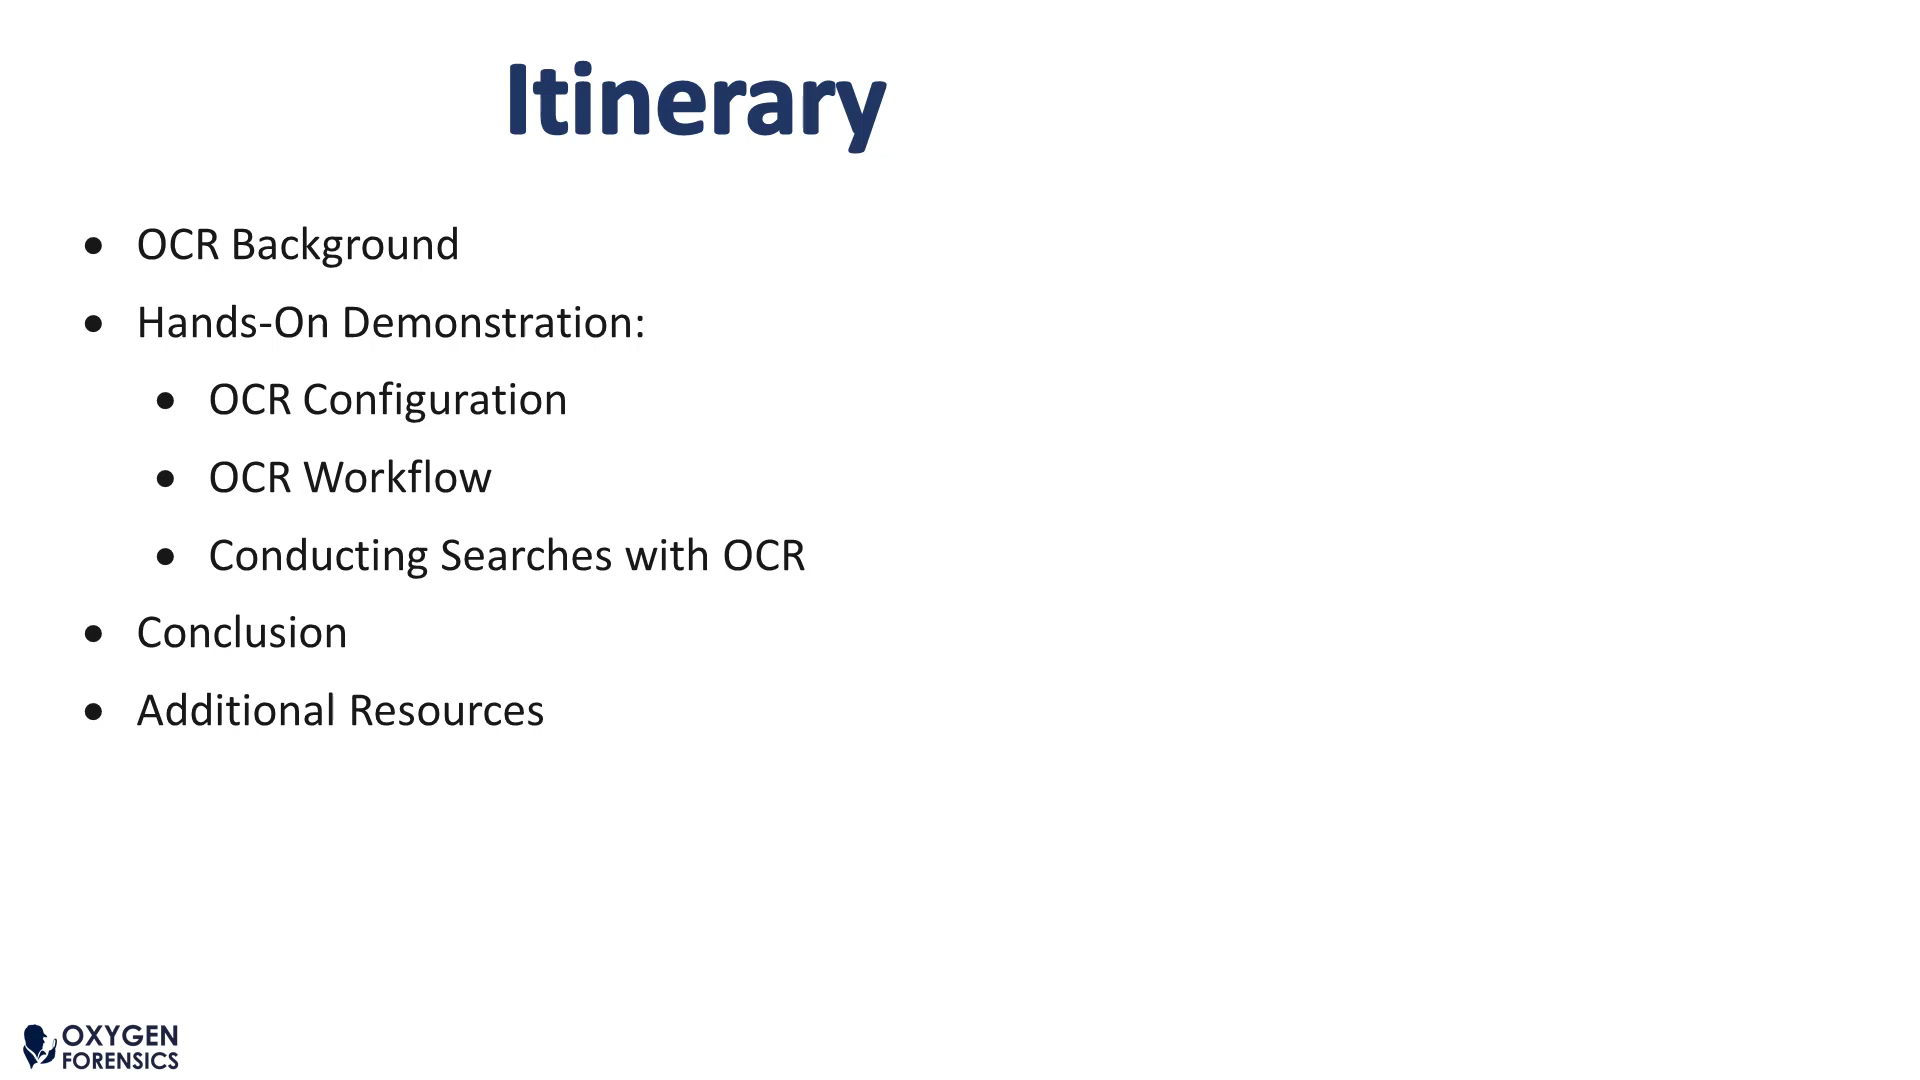 Itinerary
• OCR Background
• Hands-On Demonstration:
• OCR Configuration
• OCR Workflow
• Conducting Searches with OCR
• Conclusion
• Additional Resources
OXYGEN
FORENSICS